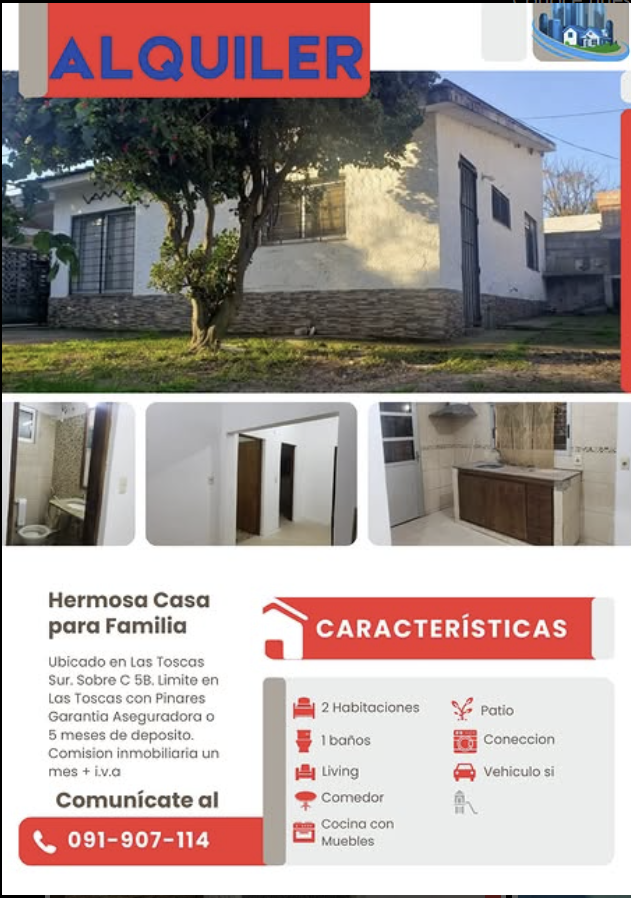 ALQUILER
Hermosa Casa
para Familia
Ubicado en Las Toscas
Sur. Sobre C 5B. Limite en
Las Toscas con Pinares
Garantia Aseguradora o
5 meses de deposito.
Comision inmobiliaria un
mes + i.v.a
Comunícate al
091-907-114
CARACTERÍSTICAS
2 Habitaciones
1 baños
Living
Comedor
Cocina con
Muebles
Patio
Coneccion
Vehiculo si